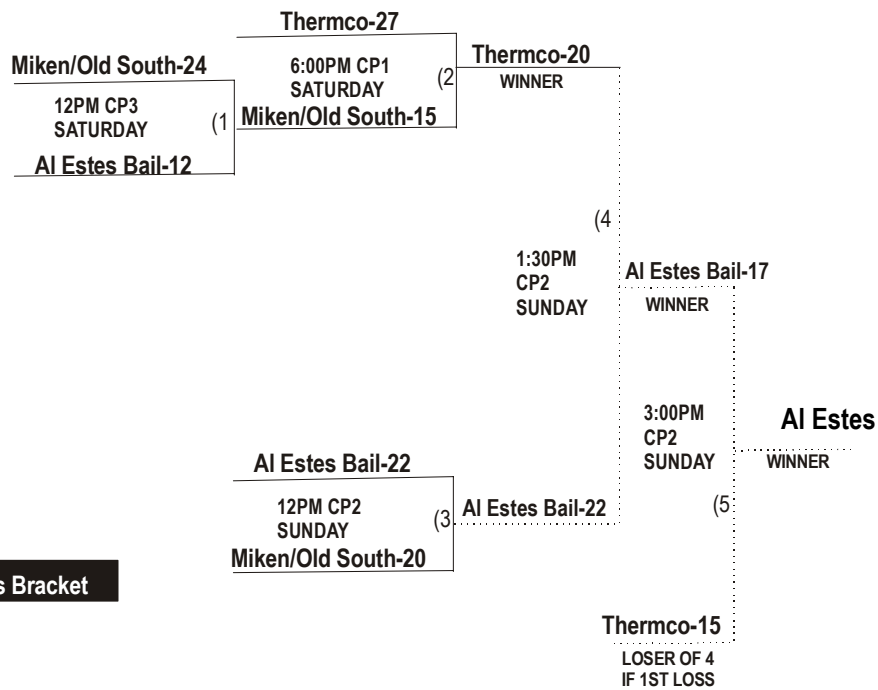 Thermco-27
Miken/Old South-24
6:00PM CP1
SATURDAY
(2
Thermco-20
WINNER
12PM CP3
SATURDAY
(1
Miken/Old South-15
Al Estes Bail-12
(4
1:30PM
CP2
SUNDAY
Al Estes Bail-17
WINNER
3:00PM
CP2
SUNDAY
Al Estes
WINNER
Al Estes Bail-22
12PM CP2
SUNDAY
(3
Al Estes Bail-22
(5
Miken/Old South-20
s Bracket
Thermco-15
LOSER OF 4
IF 1ST LOSS